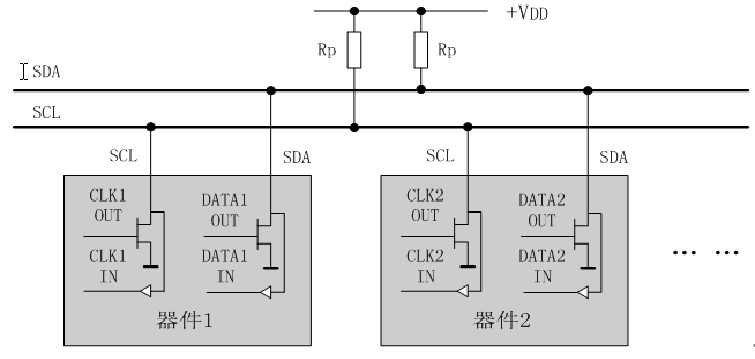 +VDD
Rp Rp
SDA
SCL
SCL SDA SCL SDA
CLK1 OUT
DATA1 OUT
CLK2 OUT
DATA2 OUT
CLK1 IN
DATA1 IN
CLK2 IN
DATA2 IN
... ...
器件1 器件2